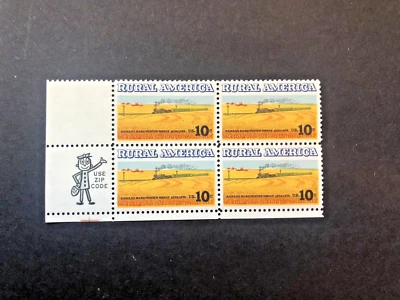 RURAL AMERICA RURAL AMERICA
U.S. 10c U.S. 10c
RURAL AMERICA RURAL AMERICA
U.S. 10c U.S. 10c
USE
ZIP
CODE